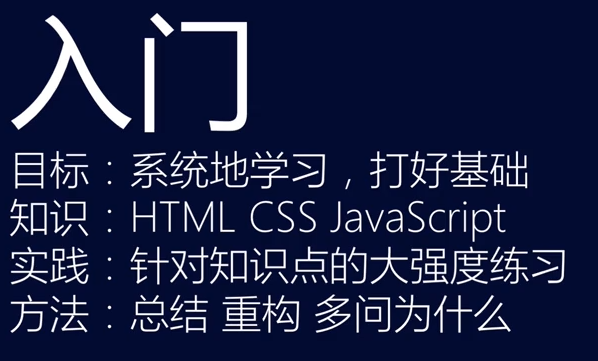 入门
目标：系统地学习，打好基础
知识：HTML CSS JavaScript
实践：针对知识点的大强度练习
方法：总结 重构 多问为什么